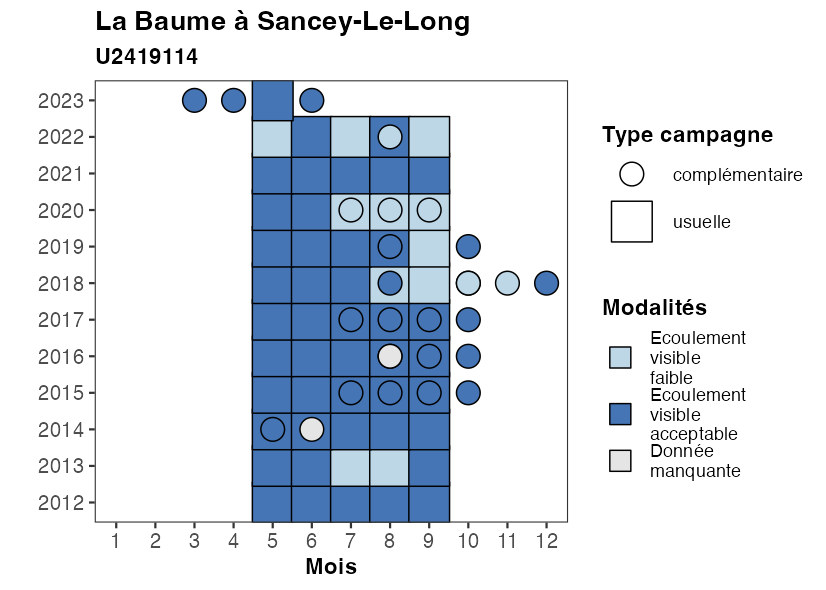 La Baume à Sancey-Le-Long
U2419114
2023
2022
2021
2020
2019
2018
2017
2016
2015
2014
2013
2012
1 2 3 4 5 6 7 8 9 10 11 12
Mois
Type campagne
complémentaire
usuelle
Modalités
Ecoulement
visible
faible
Ecoulement
visible
acceptable
Donnée
manquante